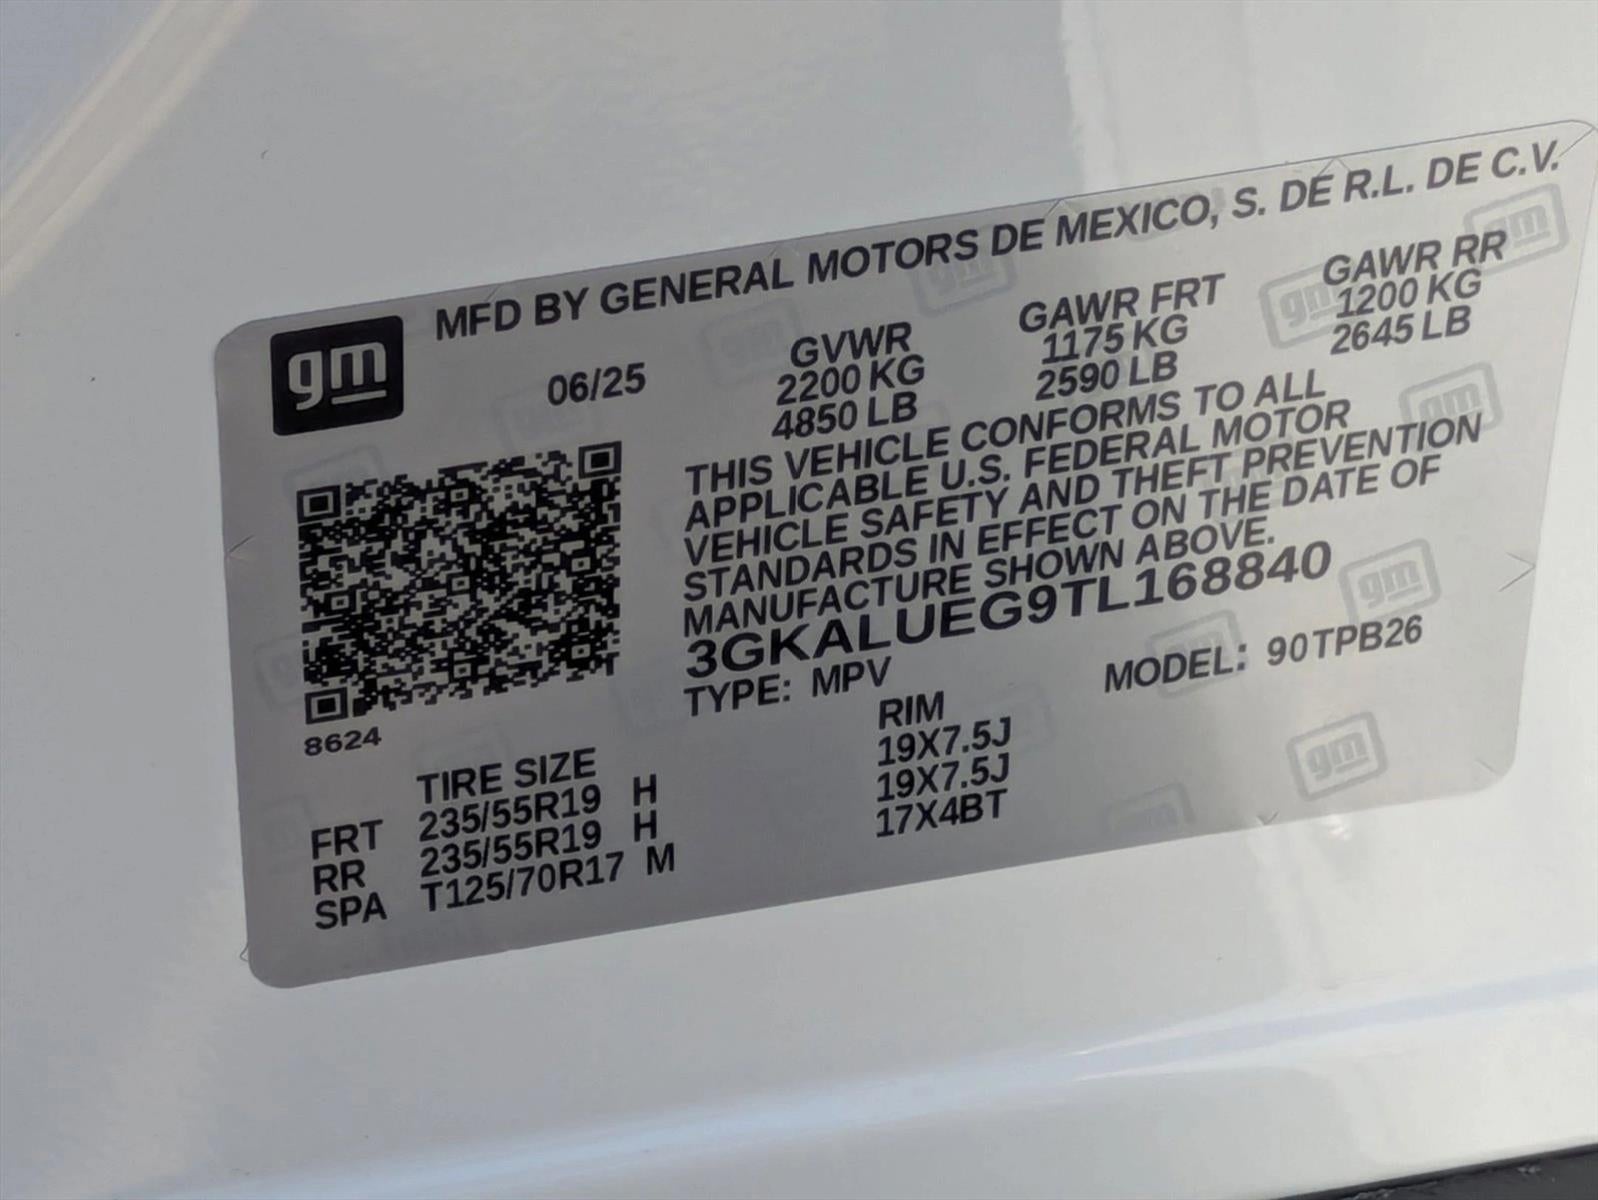 gm MFD BY GENERAL MOTORS DE MEXICO, S. DE R.L. DE C.V.
06/25 GVWR GAWR FRT GAWR RR
2200 KG 1175 KG 1200 KG
4850 LB 2590 LB 2645 LB
THIS VEHICLE CONFORMS TO ALL
APPLICABLE U.S. FEDERAL MOTOR
VEHICLE SAFETY AND THEFT PREVENTION
STANDARDS IN EFFECT ON THE DATE OF
MANUFACTURE SHOWN ABOVE.
3GKALUEG9TL168840
TYPE: MPV MODEL: 90TPB26
8624
TIRE SIZE RIM
FRT 235/55R19 H 19X7.5J
RR 235/55R19 H 19X7.5J
SPA T125/70R17 M 17X4BT